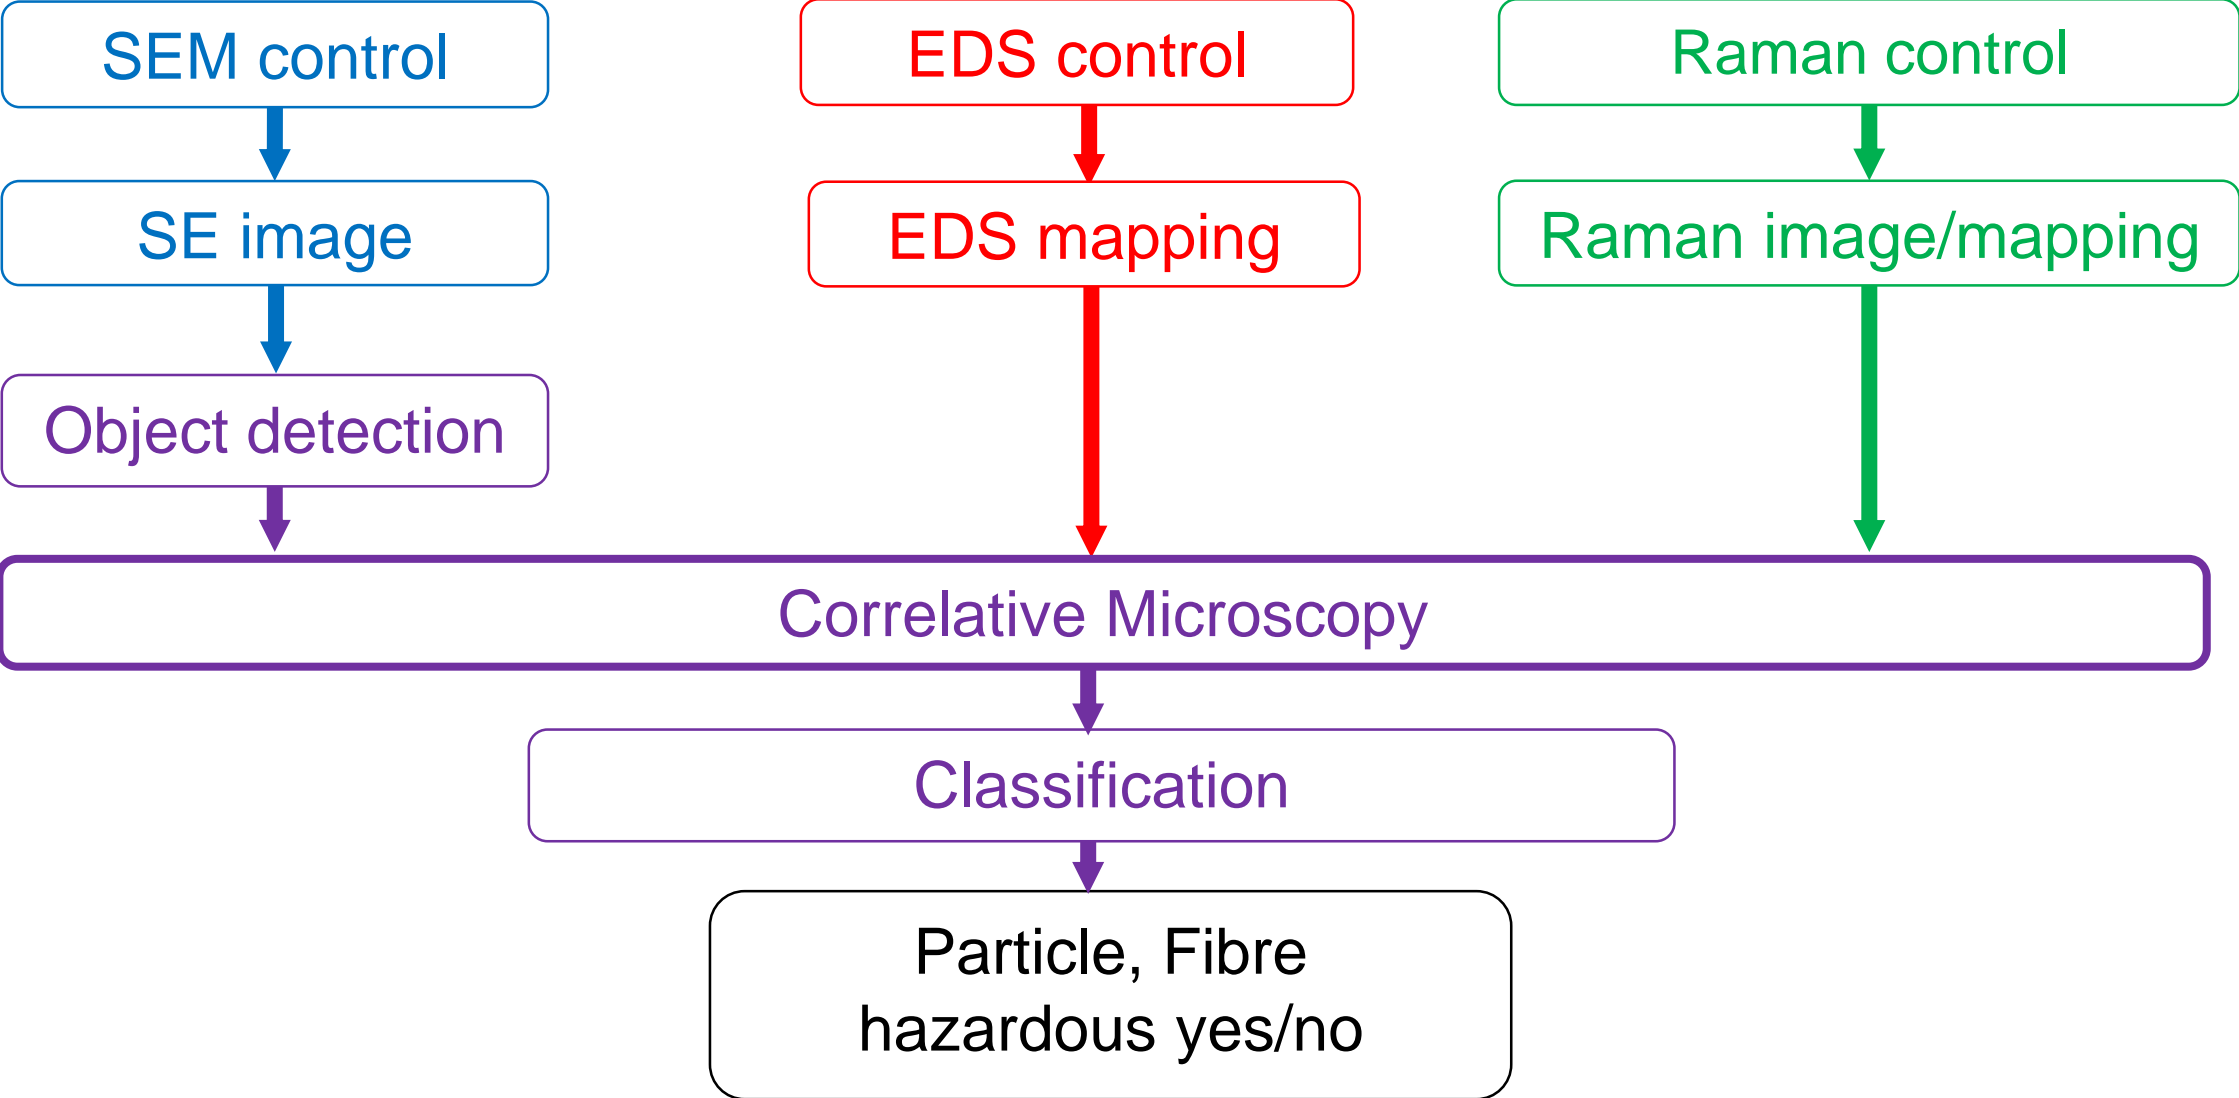 SEM control
EDS control
Raman control
SE image
EDS mapping
Raman image/mapping
Object detection
Correlative Microscopy
Classification
Particle, Fibre
hazardous yes/no